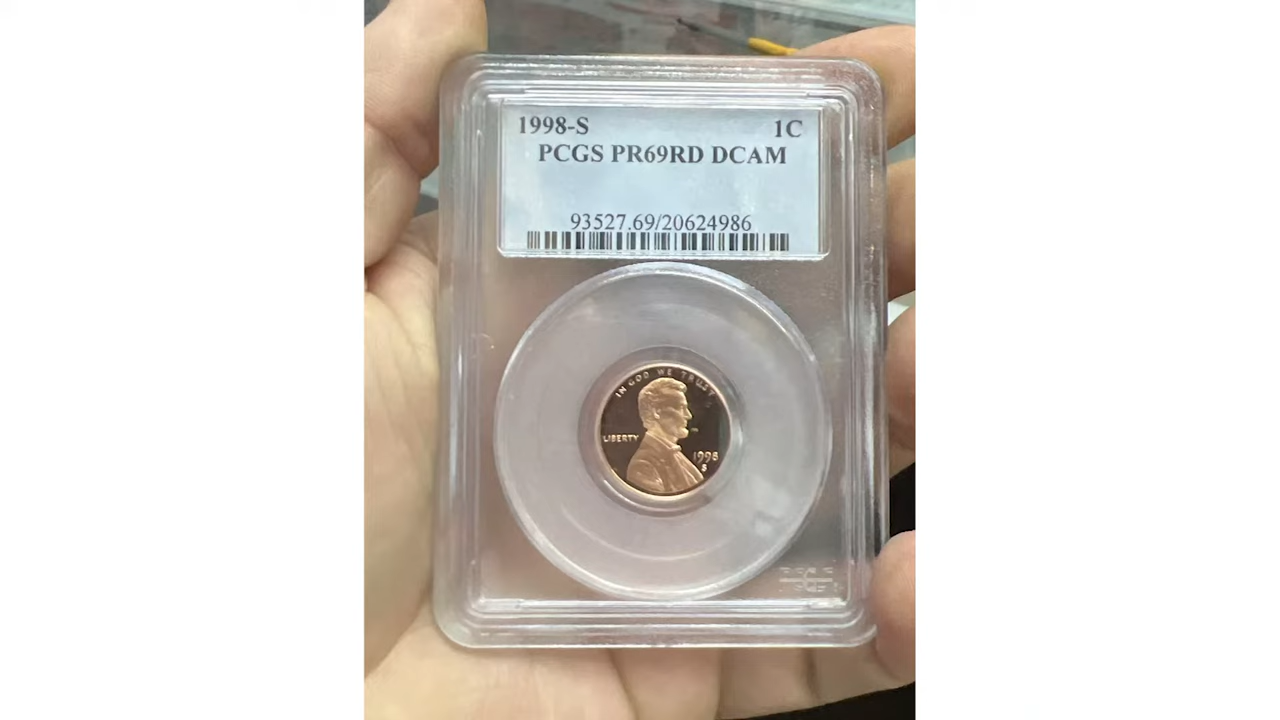 1998-S 1C
PCGS PR69RD DCAM
93527.69/20624986
IN GOD WE TRUST
LIBERTY
1998
S